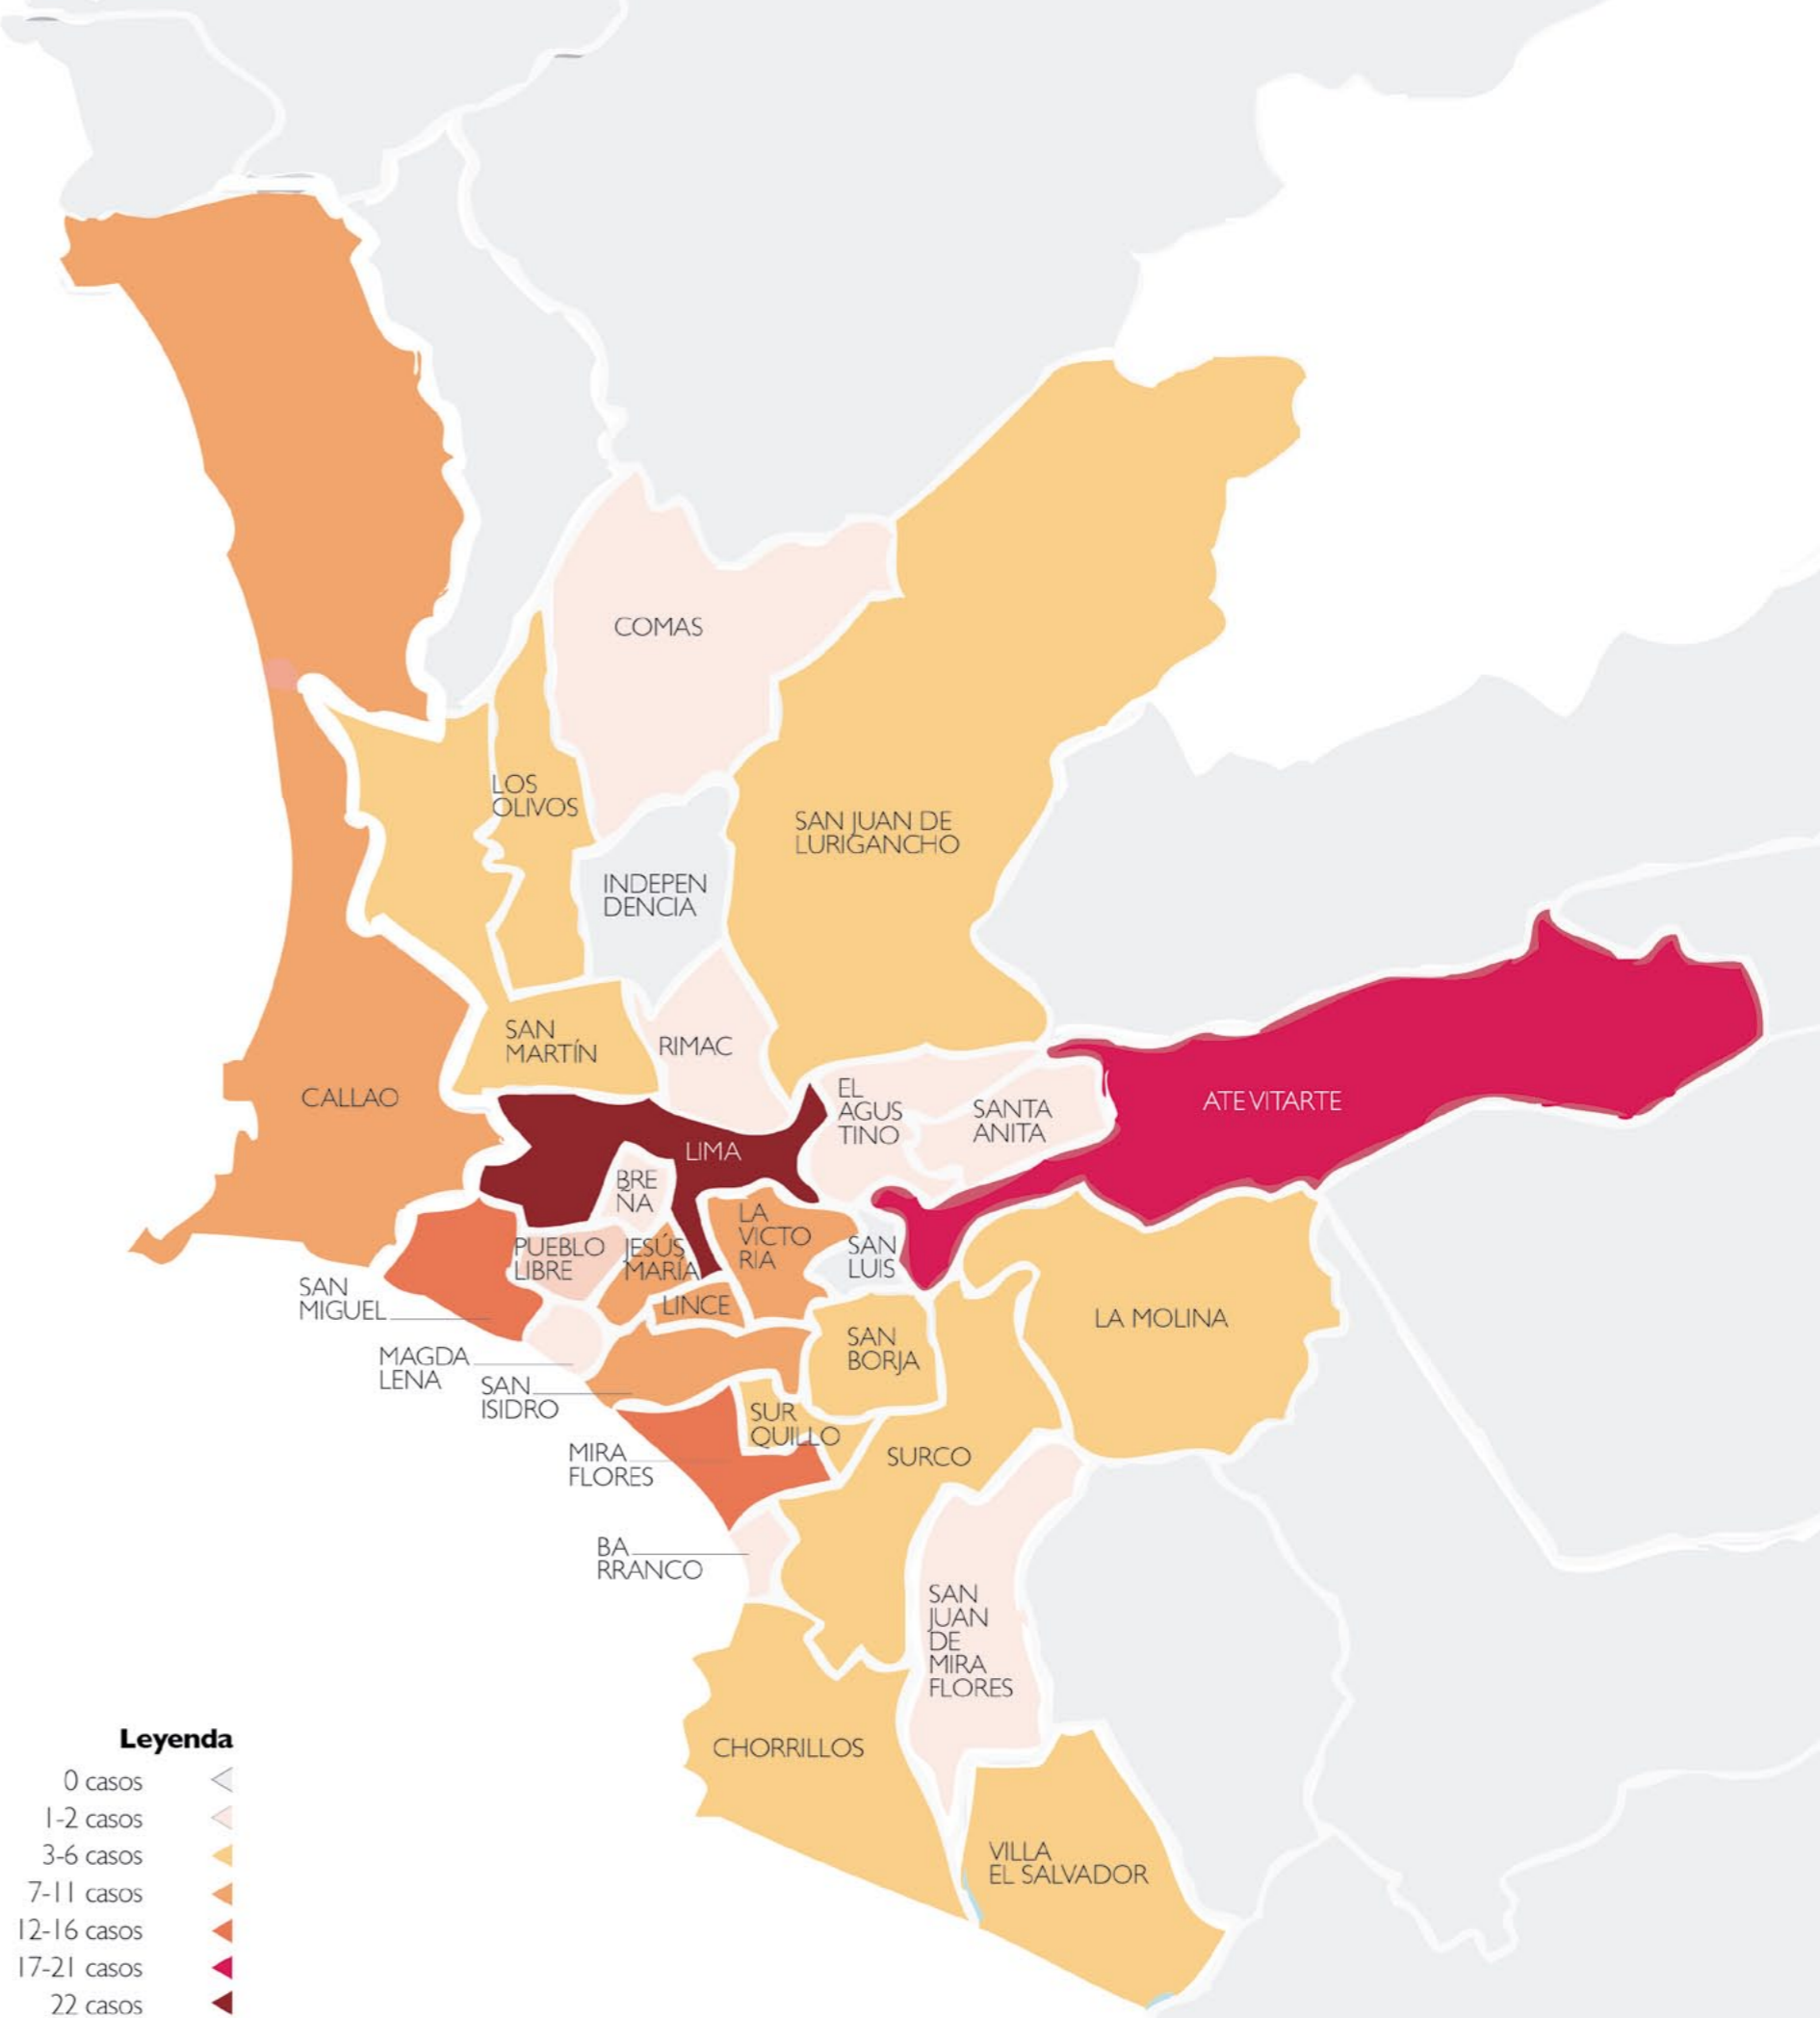 COMAS
LOS
OLIVOS
SAN JUAN DE
LURIGANCHO
INDEPEN
DENCIA
SAN
MARTÍN
RIMAC
CALLAO
EL
AGUS
TINO
SANTA
ANITA
ATE VITARTE
LIMA
BRE
ÑA
LA
VICTO
RIA
PUEBLO
LIBRE
JESÚS
MARÍA
SAN
LUIS
SAN
MIGUEL
LINCE
LA MOLINA
SAN
BORJA
MAGDA
LENA
SAN
ISIDRO
SUR
QUILLO
MIRA
FLORES
SURCO
BA
RRANCO
SAN
JUAN
DE
MIRA
FLORES
CHORRILLOS
VILLA
EL SALVADOR
Leyenda
0 casos
1-2 casos
3-6 casos
7-11 casos
12-16 casos
17-21 casos
22 casos